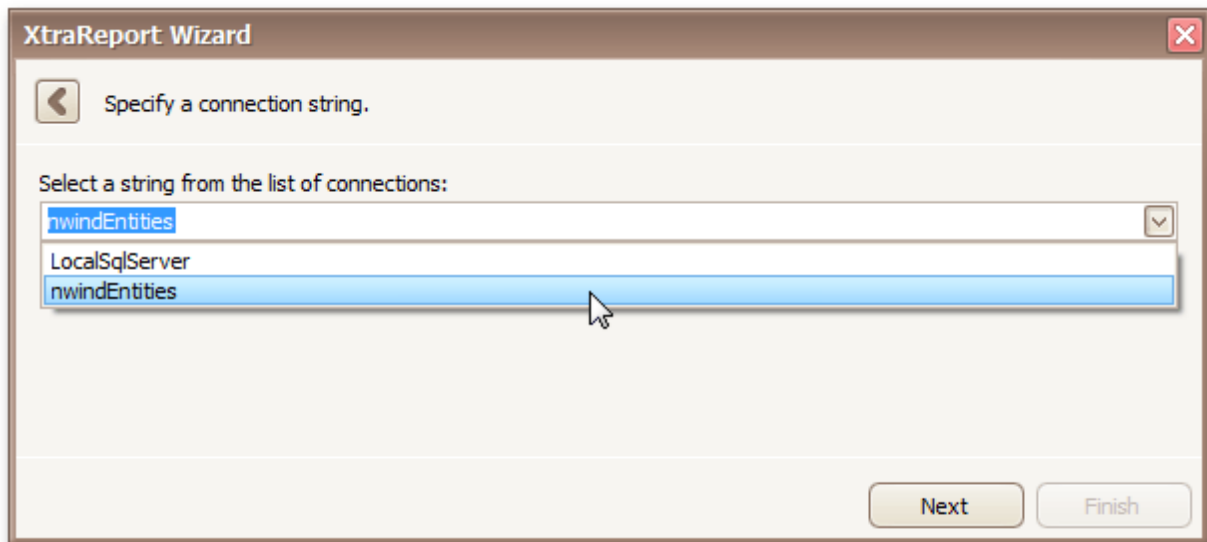 XtraReport Wizard
Specify a connection string.
Select a string from the list of connections:
nwindEntities
LocalSqlServer
nwindEntities
Next
Finish